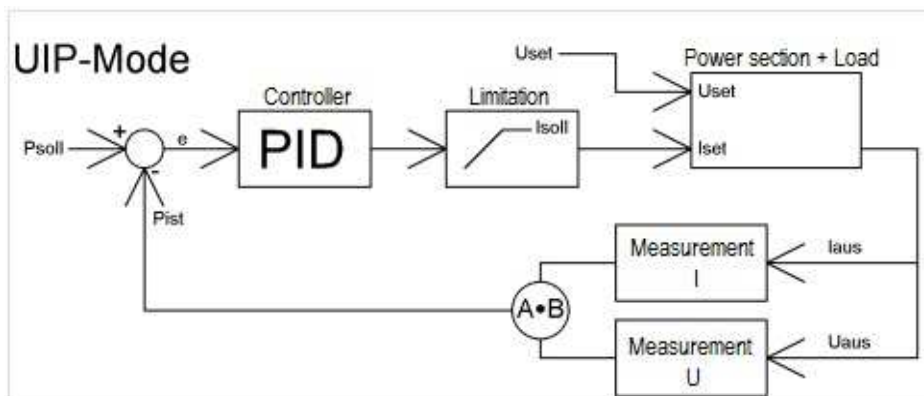 UIP-Mode
Uset
Power section + Load
Uset
Controller
Limitation
Psoll
+
e
PID
Isoll
Iset
-
Pist
Measurement
I
Iaus
A•B
Measurement
U
Uaus